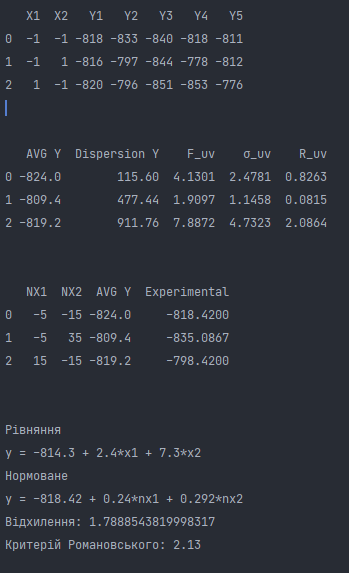 X1 X2 Y1 Y2 Y3 Y4 Y5
0 -1 -1 -818 -833 -840 -818 -811
1 -1 1 -816 -797 -844 -778 -812
2 1 -1 -820 -796 -851 -853 -776
AVG Y Dispersion Y F_uv σ_uv R_uv
0 -824.0 115.60 4.1301 2.4781 0.8263
1 -809.4 477.44 1.9097 1.1458 0.0815
2 -819.2 911.76 7.8872 4.7323 2.0864
NX1 NX2 AVG Y Experimental
0 -5 -15 -824.0 -818.4200
1 -5 35 -809.4 -835.0867
2 15 -15 -819.2 -798.4200
Рівняння
y = -814.3 + 2.4*x1 + 7.3*x2
Нормоване
y = -818.42 + 0.24*nx1 + 0.292*nx2
Відхилення: 1.7888543819998317
Критерій Романовського: 2.13